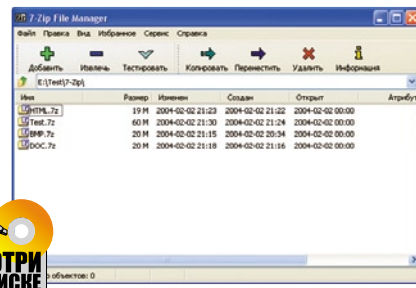 7-Zip File Manager
Файл Правка Вид Избранное Сервис Справка
Добавить Извлечь Тестировать Копировать Переместить Удалить Информация
E:\Test\7-Zip\
Имя Размер Изменен Создан Открыт Атрибут
HTML.7z 19 M 2004-02-02 21:23 2004-02-02 21:22 2004-02-02 00:00
Test.7z 60 M 2004-02-02 21:30 2004-02-02 21:24 2004-02-02 00:00
BMP.7z 20 M 2004-02-02 21:15 2004-02-02 20:34 2004-02-02 00:00
DOC.7z 20 M 2004-02-02 21:18 2004-02-02 21:16 2004-02-02 00:00
объектов: 0
ОТРИ
ИСКЕ